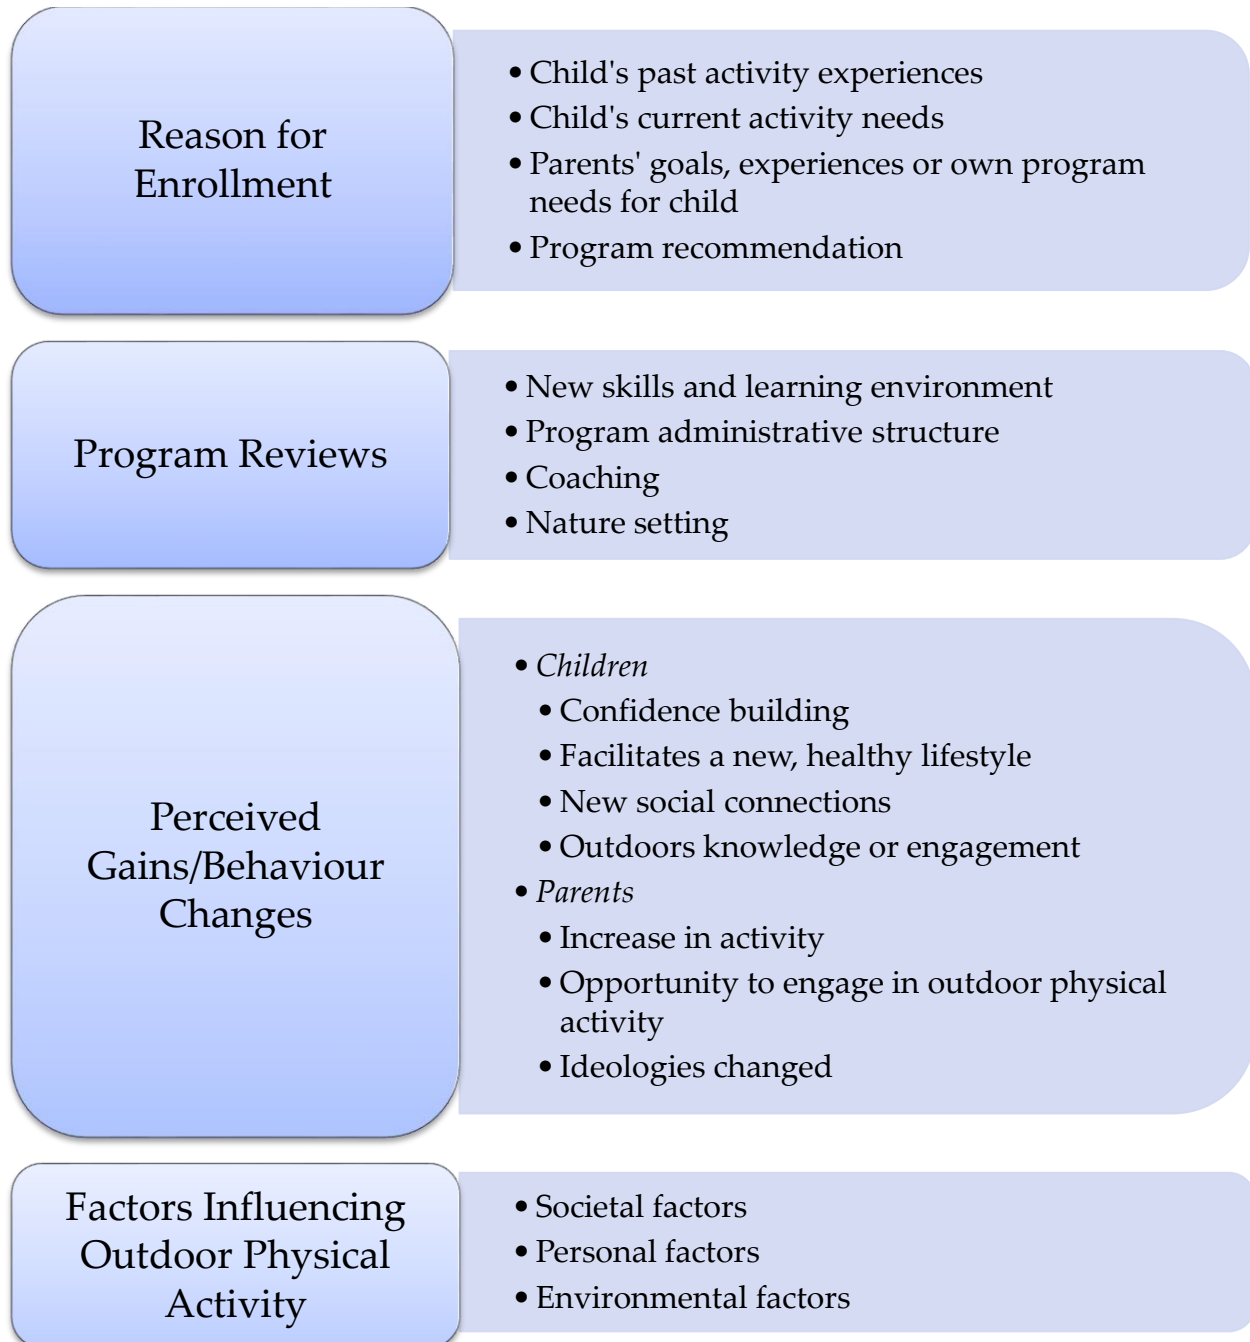 Reason for
Enrollment
• Child's past activity experiences
• Child's current activity needs
• Parents' goals, experiences or own program
needs for child
• Program recommendation
Program Reviews
• New skills and learning environment
• Program administrative structure
• Coaching
• Nature setting
Perceived
Gains/Behaviour
Changes
• Children
• Confidence building
• Facilitates a new, healthy lifestyle
• New social connections
• Outdoors knowledge or engagement
• Parents
• Increase in activity
• Opportunity to engage in outdoor physical
activity
• Ideologies changed
Factors Influencing
Outdoor Physical
Activity
• Societal factors
• Personal factors
• Environmental factors